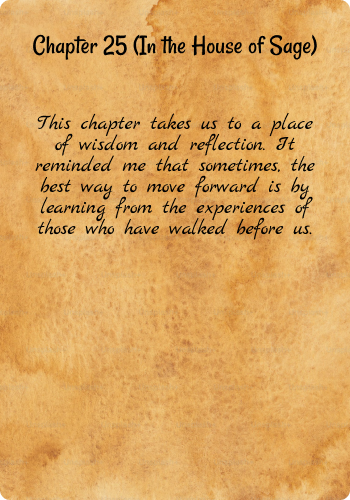 Chapter 25 (In the House of Sage)
This chapter takes us to a place
of wisdom and reflection. It
reminded me that sometimes, the
best way to move forward is by
learning from the experiences of
those who have walked before us.